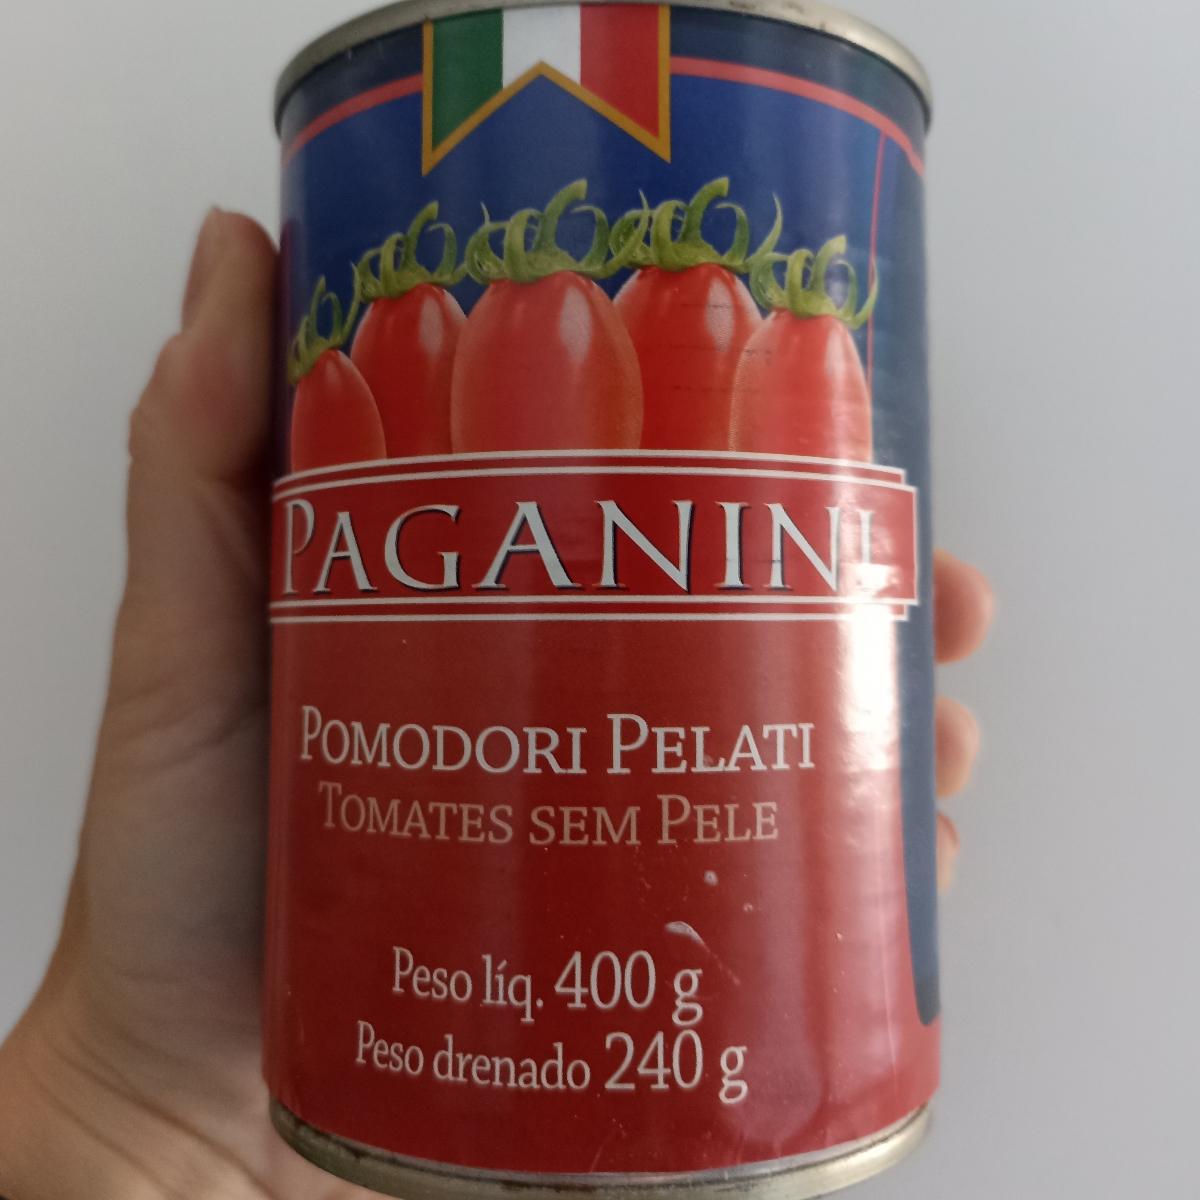 PAGANINI
POMODORI PELATI
TOMATES SEM PELE
Peso líq. 400 g
Peso drenado 240 g